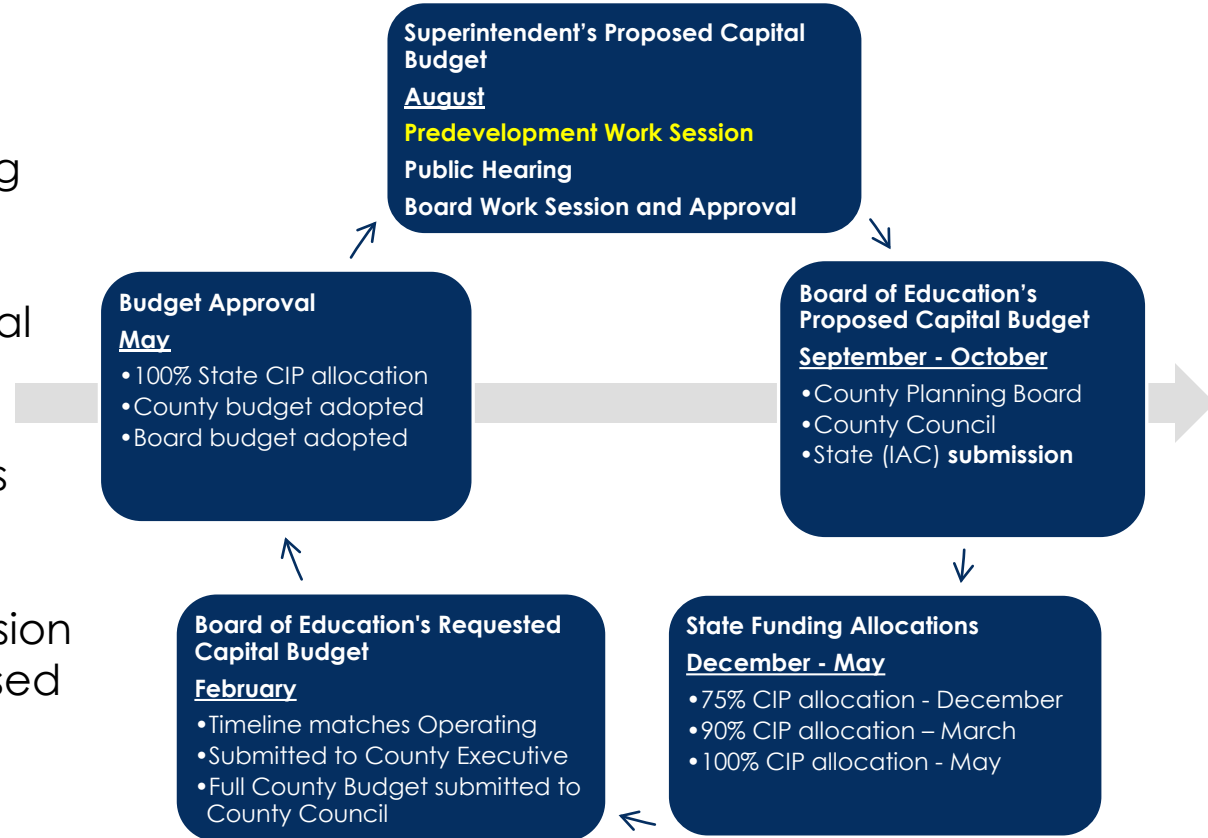 g
al
s
sion
sed
Superintendent's Proposed Capital
Budget
August
Predevelopment Work Session
Public Hearing
Board Work Session and Approval
Board of Education's
Proposed Capital Budget
September - October
•County Planning Board
•County Council
•State (IAC) submission
State Funding Allocations
December - May
•75% CIP allocation - December
•90% CIP allocation – March
•100% CIP allocation - May
Board of Education's Requested
Capital Budget
February
•Timeline matches Operating
•Submitted to County Executive
•Full County Budget submitted to
County Council
Budget Approval
May
•100% State CIP allocation
•County budget adopted
•Board budget adopted